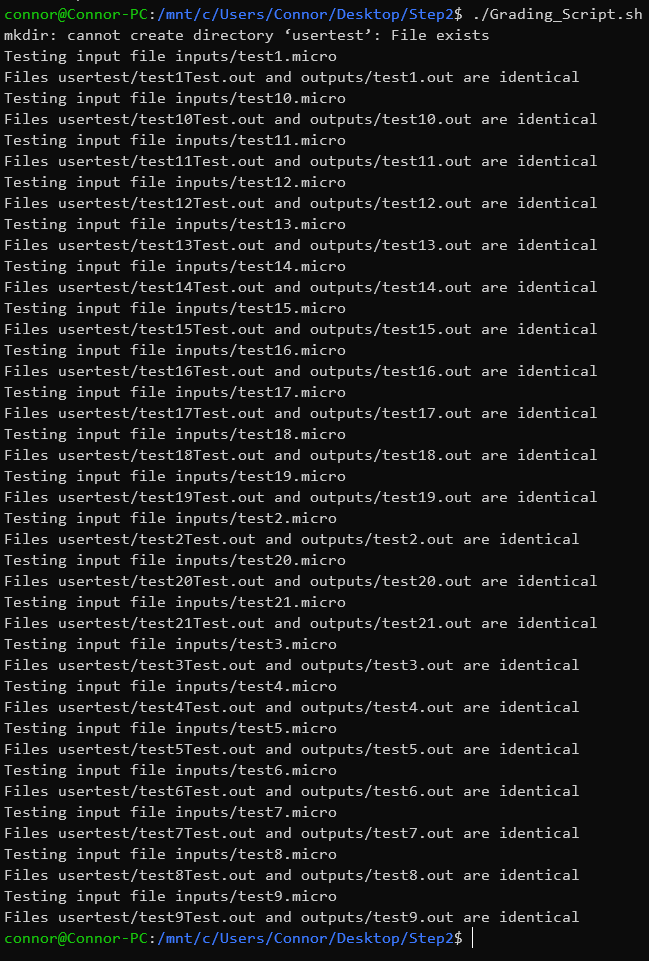 connor@Connor-PC:/mnt/c/Users/Connor/Desktop/Step2$ ./Grading_Script.sh
mkdir: cannot create directory ‘usertest’: File exists
Testing input file inputs/test1.micro
Files usertest/test1Test.out and outputs/test1.out are identical
Testing input file inputs/test10.micro
Files usertest/test10Test.out and outputs/test10.out are identical
Testing input file inputs/test11.micro
Files usertest/test11Test.out and outputs/test11.out are identical
Testing input file inputs/test12.micro
Files usertest/test12Test.out and outputs/test12.out are identical
Testing input file inputs/test13.micro
Files usertest/test13Test.out and outputs/test13.out are identical
Testing input file inputs/test14.micro
Files usertest/test14Test.out and outputs/test14.out are identical
Testing input file inputs/test15.micro
Files usertest/test15Test.out and outputs/test15.out are identical
Testing input file inputs/test16.micro
Files usertest/test16Test.out and outputs/test16.out are identical
Testing input file inputs/test17.micro
Files usertest/test17Test.out and outputs/test17.out are identical
Testing input file inputs/test18.micro
Files usertest/test18Test.out and outputs/test18.out are identical
Testing input file inputs/test19.micro
Files usertest/test19Test.out and outputs/test19.out are identical
Testing input file inputs/test2.micro
Files usertest/test2Test.out and outputs/test2.out are identical
Testing input file inputs/test20.micro
Files usertest/test20Test.out and outputs/test20.out are identical
Testing input file inputs/test21.micro
Files usertest/test21Test.out and outputs/test21.out are identical
Testing input file inputs/test3.micro
Files usertest/test3Test.out and outputs/test3.out are identical
Testing input file inputs/test4.micro
Files usertest/test4Test.out and outputs/test4.out are identical
Testing input file inputs/test5.micro
Files usertest/test5Test.out and outputs/test5.out are identical
Testing input file inputs/test6.micro
Files usertest/test6Test.out and outputs/test6.out are identical
Testing input file inputs/test7.micro
Files usertest/test7Test.out and outputs/test7.out are identical
Testing input file inputs/test8.micro
Files usertest/test8Test.out and outputs/test8.out are identical
Testing input file inputs/test9.micro
Files usertest/test9Test.out and outputs/test9.out are identical
connor@Connor-PC:/mnt/c/Users/Connor/Desktop/Step2$